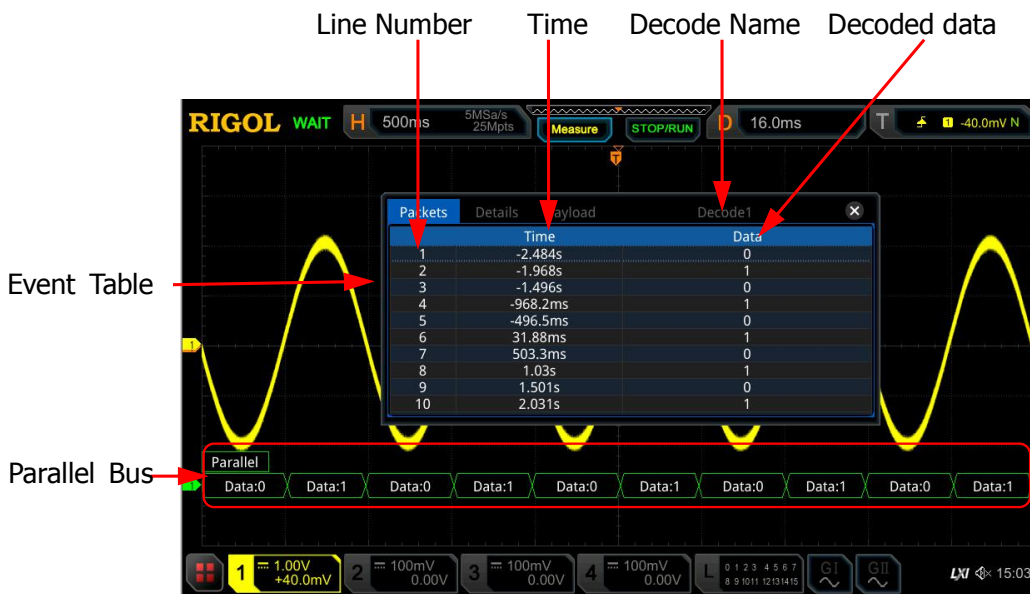 Line Number Time Decode Name Decoded data
RIGOL WAIT H 500ms 5MSa/s 25Mpts Measure STOP/RUN D 16.0ms T 1 -40.0mV N
T
Packets Details ayload Decode1
Time Data
1 -2.484s 0
2 -1.968s 1
3 -1.496s 0
4 -968.2ms 1
5 -496.5ms 0
6 31.88ms 1
7 503.3ms 0
8 1.03s 1
9 1.501s 0
10 2.031s 1
Event Table
1
Parallel
Parallel Bus
1 Data:0 Data:1 Data:0 Data:1 Data:0 Data:1 Data:0 Data:1 Data:0 Data:1
1 1.00V +40.0mV 2 100mV 0.00V 3 100mV 0.00V 4 100mV 0.00V L 0 1 2 3 4 5 6 7 8 9 10 11 12 13 14 15 GI GII LXI 15:03